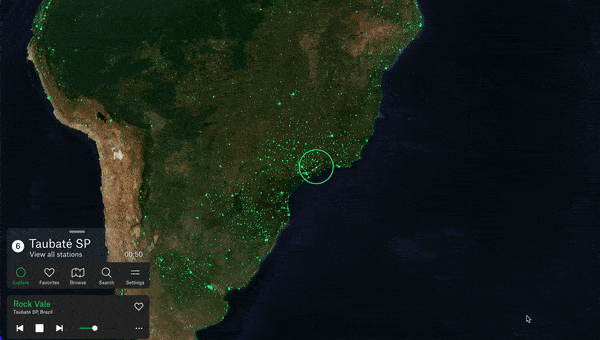 6
Taubaté SP
View all stations
00:50
Explore
Favorites
Browse
Search
Settings
Rock Vale
Taubaté SP, Brazil